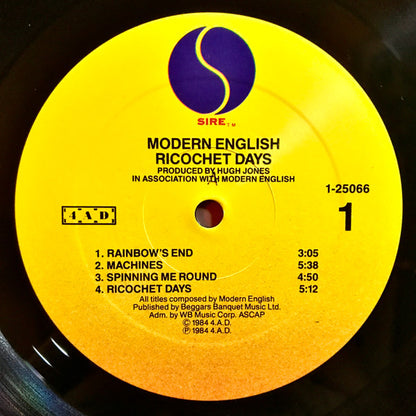 SIRE T.M.
MODERN ENGLISH
RICOCHET DAYS
PRODUCED BY HUGH JONES
IN ASSOCIATION WITH MODERN ENGLISH
1-25066
4AD
1
1. RAINBOW'S END 3:05
2. MACHINES 5:38
3. SPINNING ME ROUND 4:50
4. RICOCHET DAYS 5:12
All titles composed by Modern English
Published by Beggars Banquet Music Ltd.
Adm. by WB Music Corp. ASCAP
© 1984 4.A.D.
℗ 1984 4.A.D.